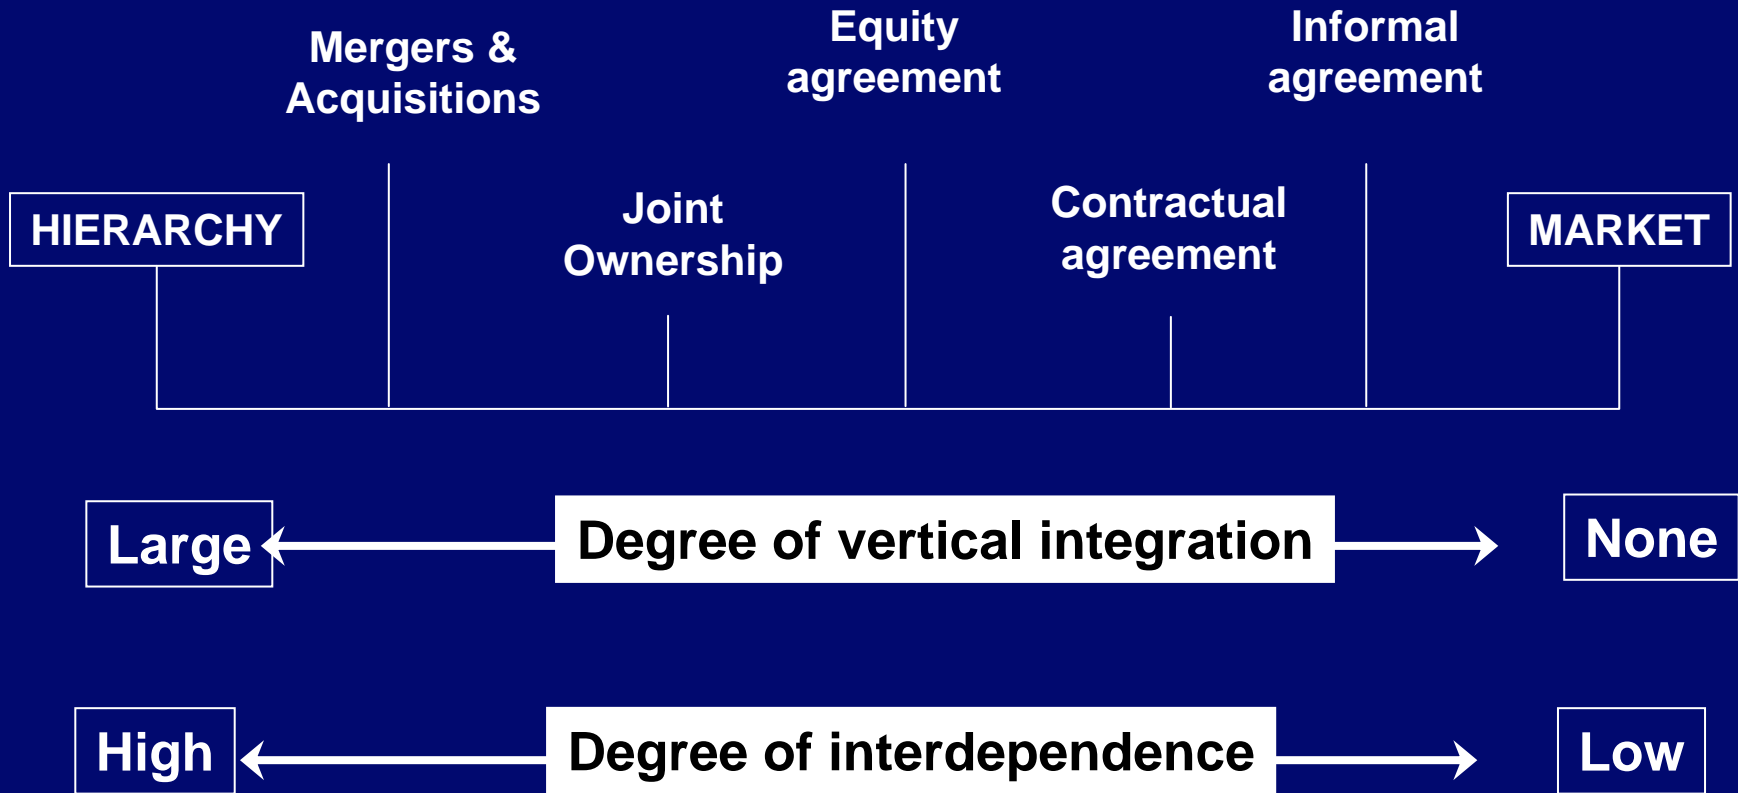 Mergers &
Acquisitions
Equity
agreement
Informal
agreement
HIERARCHY
Joint
Ownership
Contractual
agreement
MARKET
Large
Degree of vertical integration
None
High
Degree of interdependence
Low